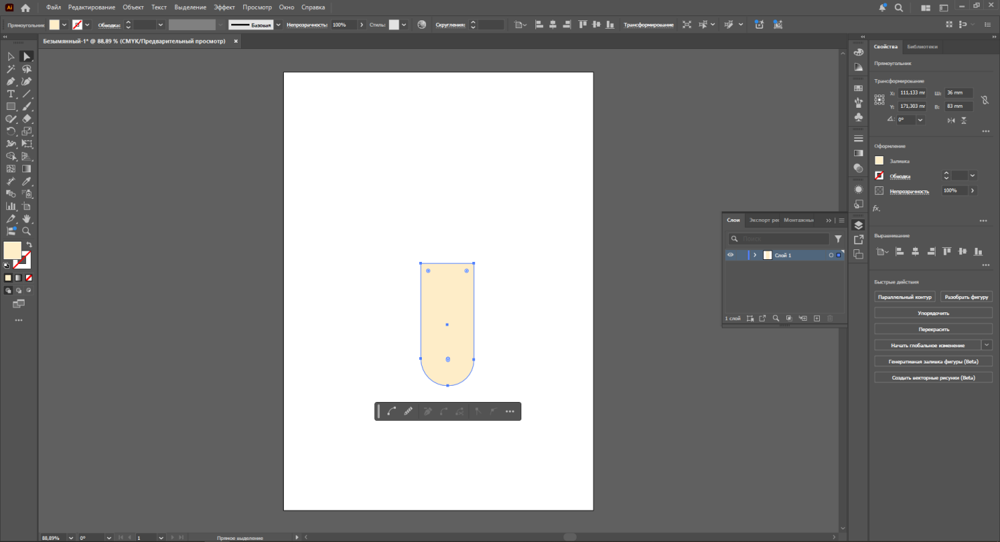 Ai Файл Редактирование Объект Текст Выделение Эффект Просмотр Окно Справка
Прямоугольник Обводка: Базовая Непрозрачность: 100% Стиль: Скругления: Трансформирование
Безымянный-1* @ 88,89 % (CMYK/Предварительный просмотр) ×
Свойства Библиотеки
Прямоугольник
Трансформирование
X: 111,133 mr Ш: 36 mm
Y: 171,303 mr В: 83 mm
0°
Оформление
Заливка
Обводка
Непрозрачность 100%
fx.
Слои Экспорт рес Монтажны
Поиск
Слой 1
1 слой
Выравнивание
Быстрые действия
Параллельный контур Разобрать фигуру
Упорядочить
Перекрасить
Начать глобальное изменение
Генеративная заливка фигуры (Beta)
Создать векторные рисунки (Beta)
88,89% 0° 1 Прямое выделение